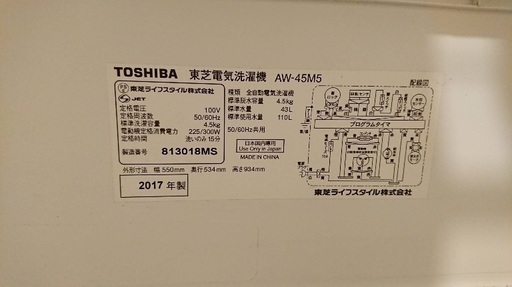 TOSHIBA 東芝電気洗濯機 AW-45M5
東芝ライフスタイル株式会社
JET
定格電圧 100V
定格周波数 50/60Hz
標準洗濯容量 4.5kg
電動機定格消費電力 225/300W
定格時間 洗いのみ15分
製造番号 813018MS
種類 全自動電気洗濯機
標準脱水容量 4.5kg
標準水量 43L
標準使用水量 110L
50/60Hz共用
日本国内専用
Use Only in Japan
MADE IN CHINA
配線図
プログラムタイマ
東芝ライフスタイル株式会社
外形寸法 幅550mm 奥行534mm 高さ934mm
2017年製